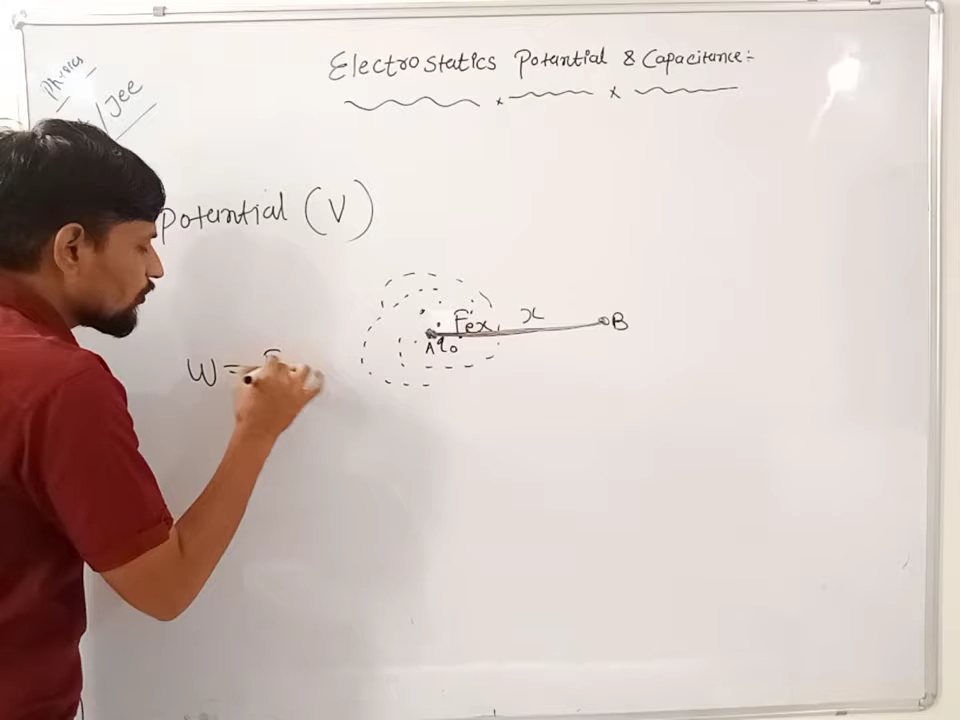 Physics
Jee
Electrostatics Potential & Capacitance:-
Potential (V)
Fex x B
A q₀
W =